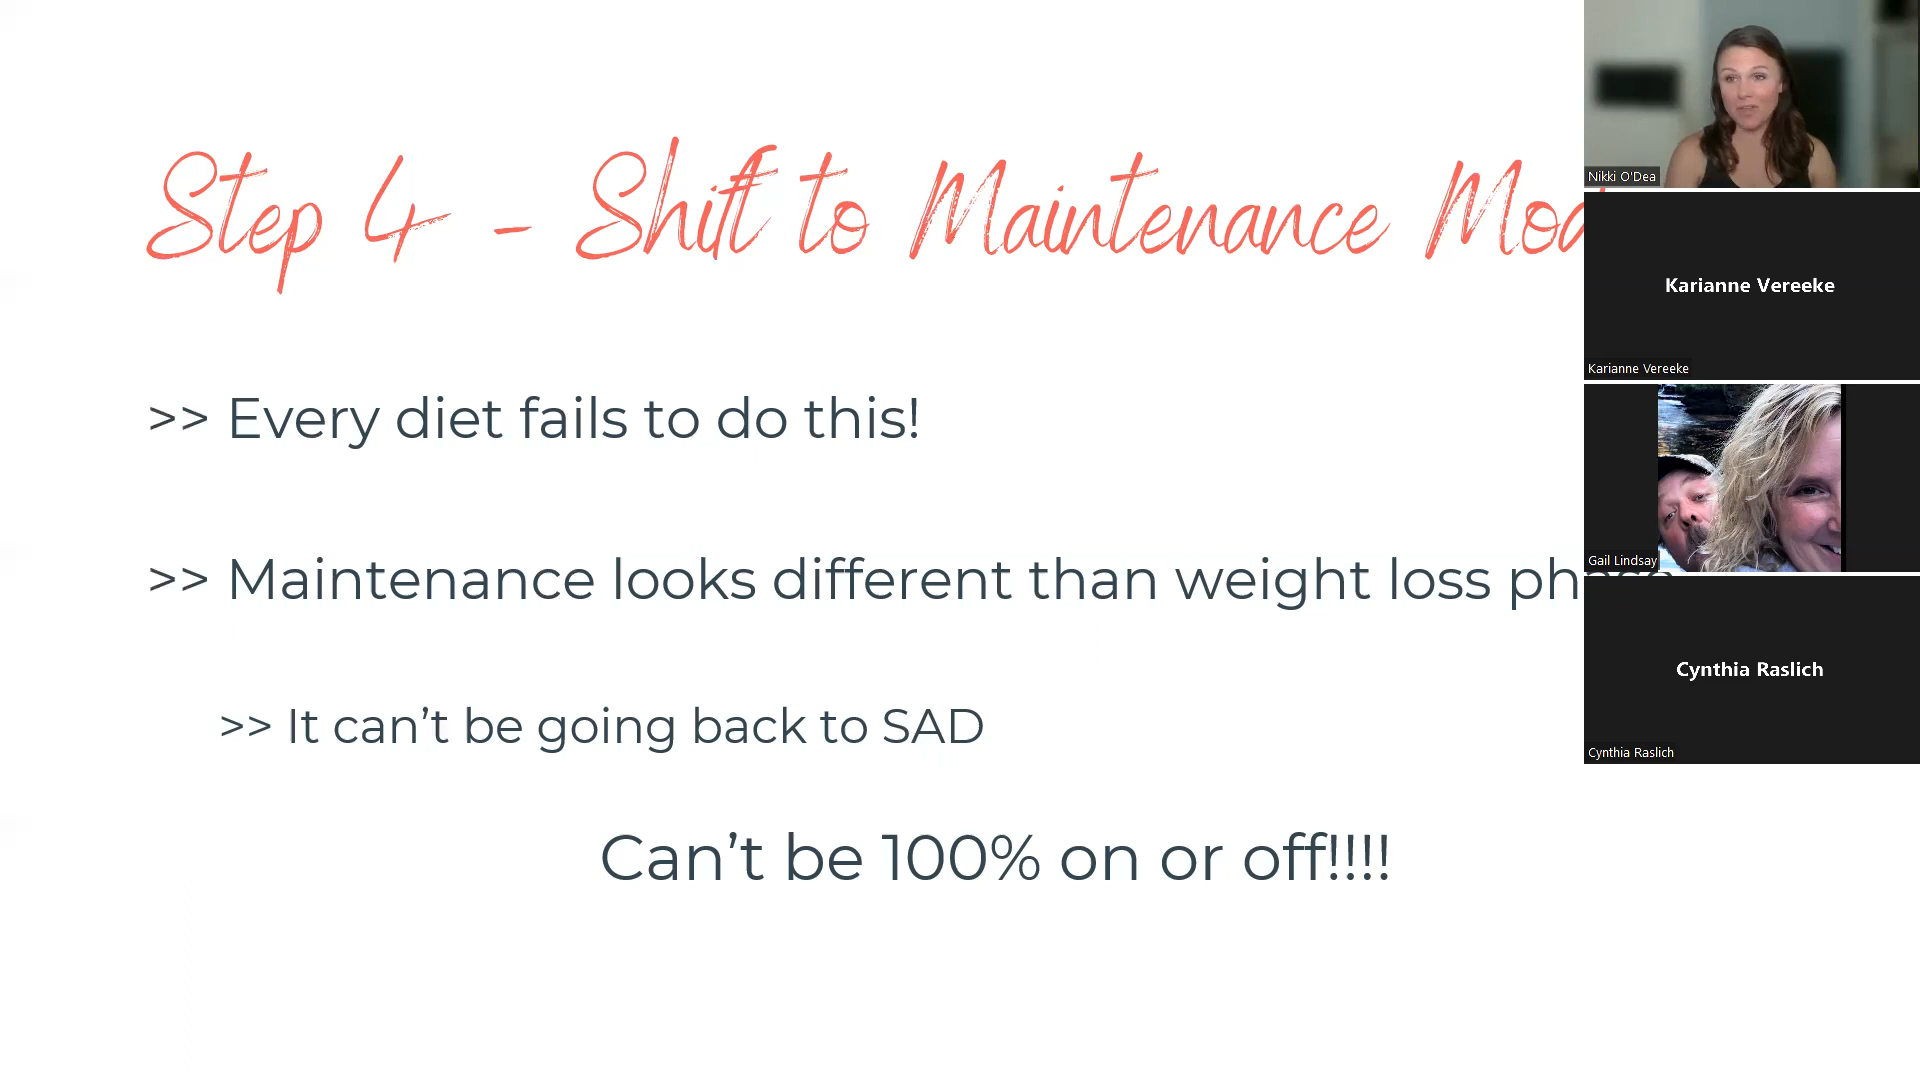 Step 4 - Shift to Maintenance
>> Every diet fails to do this!
>> Maintenance looks different than weight loss
>> It can’t be going back to SAD
Can’t be 100% on or off!!!!
Nikki O'Dea
Karianne Vereeke
Karianne Vereeke
Gail Lindsay
Cynthia Raslich
Cynthia Raslich